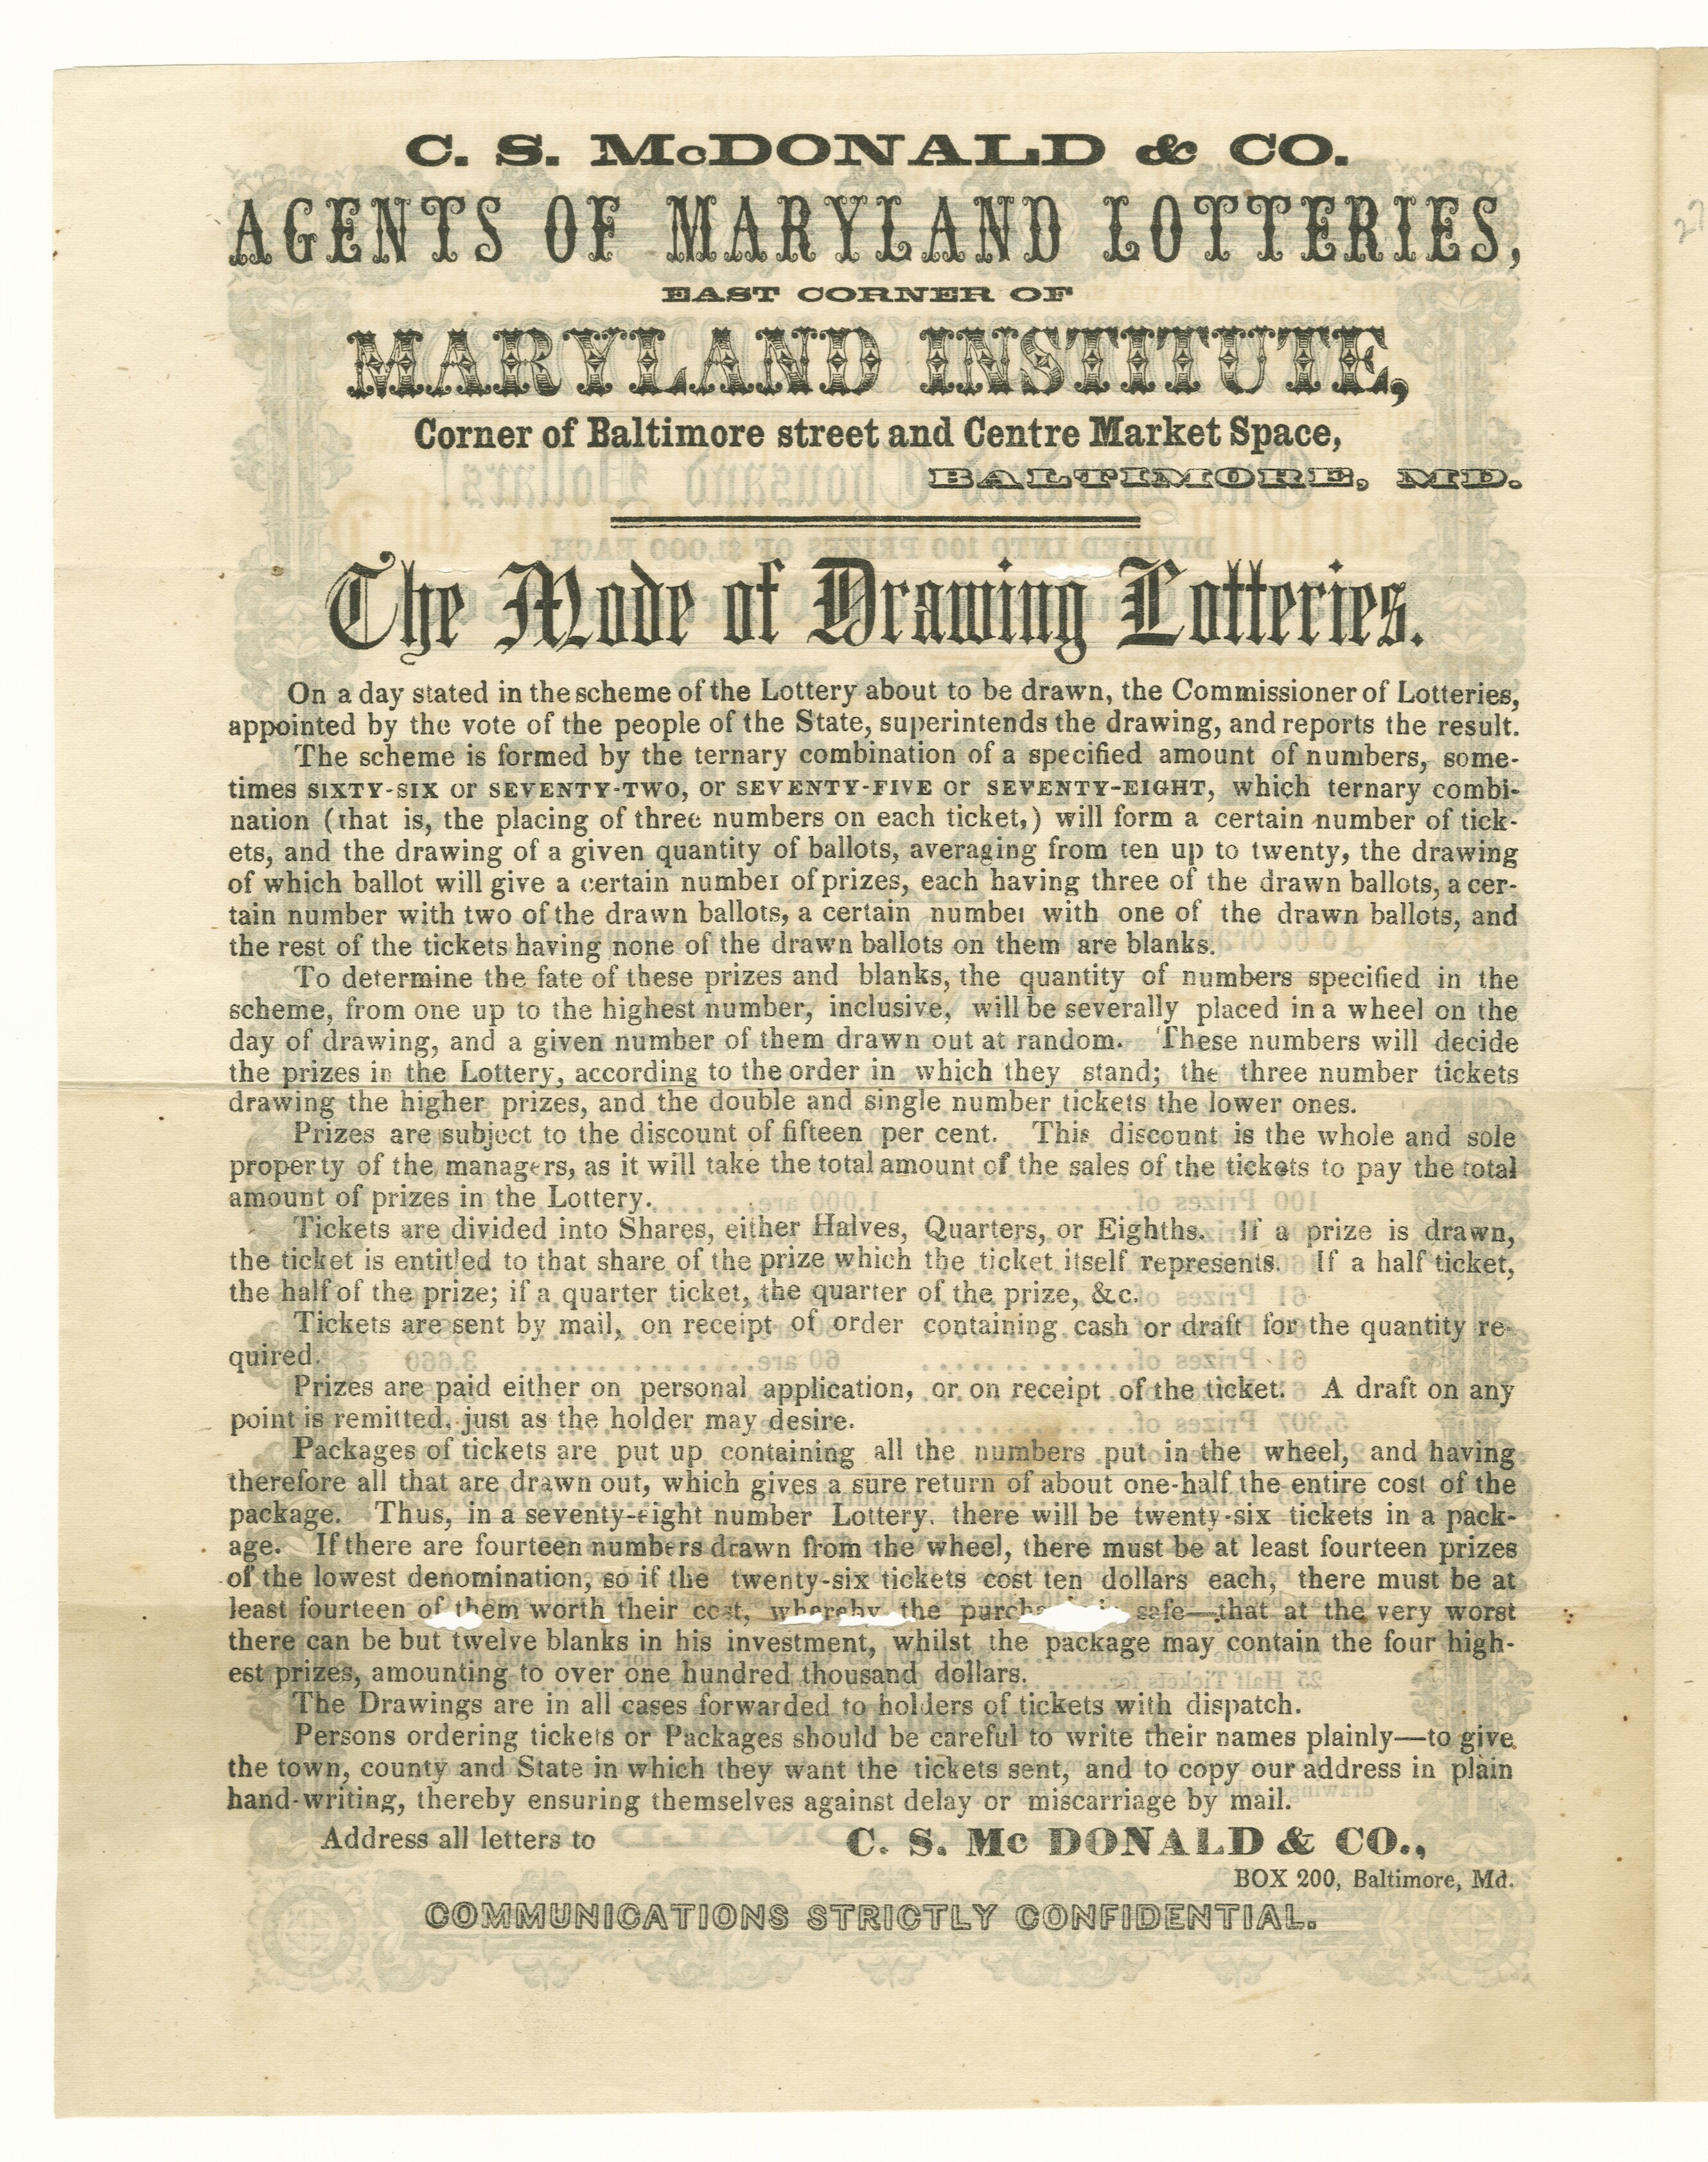 C. S. McDONALD & CO.
AGENTS OF MARYLAND LOTTERIES,
EAST CORNER OF
MARYLAND INSTITUTE,
Corner of Baltimore street and Centre Market Space,
BALTIMORE, MD.
The Mode of Drawing Lotteries.
On a day stated in the scheme of the Lottery about to be drawn, the Commissioner of Lotteries,
appointed by the vote of the people of the State, superintends the drawing, and reports the result.
The scheme is formed by the ternary combination of a specified amount of numbers, some-
times SIXTY-SIX or SEVENTY-TWO, or SEVENTY-FIVE or SEVENTY-EIGHT, which ternary combi-
nation (that is, the placing of three numbers on each ticket,) will form a certain number of tick-
ets, and the drawing of a given quantity of ballots, averaging from ten up to twenty, the drawing
of which ballot will give a certain number of prizes, each having three of the drawn ballots, a cer-
tain number with two of the drawn ballots, a certain number with one of the drawn ballots, and
the rest of the tickets having none of the drawn ballots on them are blanks.
To determine the fate of these prizes and blanks, the quantity of numbers specified in the
scheme, from one up to the highest number, inclusive, will be severally placed in a wheel on the
day of drawing, and a given number of them drawn out at random. These numbers will decide
the prizes in the Lottery, according to the order in which they stand; the three number tickets
drawing the higher prizes, and the double and single number tickets the lower ones.
Prizes are subject to the discount of fifteen per cent. This discount is the whole and sole
property of the managers, as it will take the total amount of the sales of the tickets to pay the total
amount of prizes in the Lottery.
Tickets are divided into Shares, either Halves, Quarters, or Eighths. If a prize is drawn,
the ticket is entitled to that share of the prize which the ticket itself represents. If a half ticket,
the half of the prize; if a quarter ticket, the quarter of the prize, &c.
Tickets are sent by mail, on receipt of order containing cash or draft for the quantity re-
quired.
Prizes are paid either on personal application, or on receipt of the ticket. A draft on any
point is remitted, just as the holder may desire.
Packages of tickets are put up containing all the numbers put in the wheel, and having
therefore all that are drawn out, which gives a sure return of about one-half the entire cost of the
package. Thus, in a seventy-eight number Lottery, there will be twenty-six tickets in a pack-
age. If there are fourteen numbers drawn from the wheel, there must be at least fourteen prizes
of the lowest denomination, so if the twenty-six tickets cost ten dollars each, there must be at
least fourteen of them worth their cost, whereby the is safe—that at the very worst
there can be but twelve blanks in his investment, whilst the package may contain the four high-
est prizes, amounting to over one hundred thousand dollars.
The Drawings are in all cases forwarded to holders of tickets with dispatch.
Persons ordering tickets or Packages should be careful to write their names plainly—to give
the town, county and State in which they want the tickets sent, and to copy our address in plain
hand-writing, thereby ensuring themselves against delay or miscarriage by mail.
Address all letters to C. S. Mc DONALD & CO.,
BOX 200, Baltimore, Md.
COMMUNICATIONS STRICTLY CONFIDENTIAL.